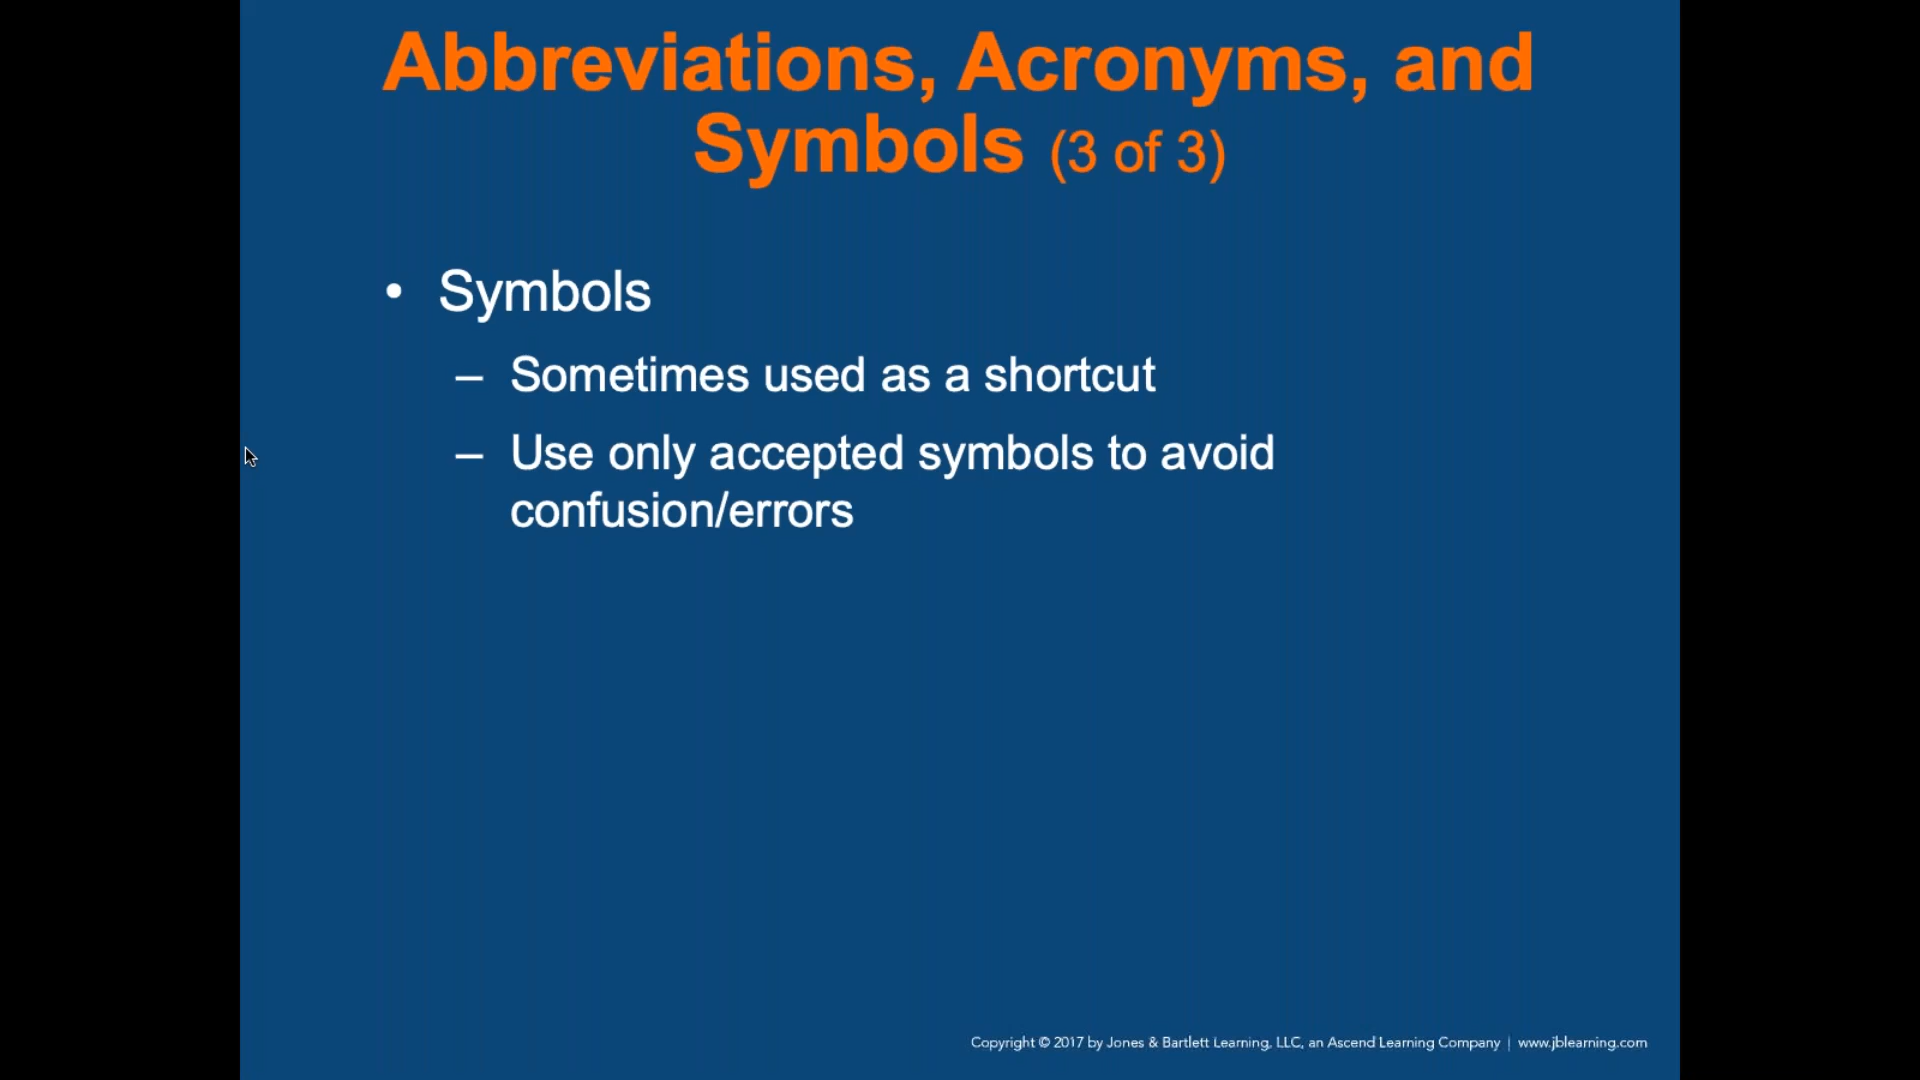 Abbreviations, Acronyms, and
Symbols (3 of 3)
• Symbols
– Sometimes used as a shortcut
– Use only accepted symbols to avoid
confusion/errors
Copyright © 2017 by Jones & Bartlett Learning, LLC, an Ascend Learning Company | www.jblearning.com